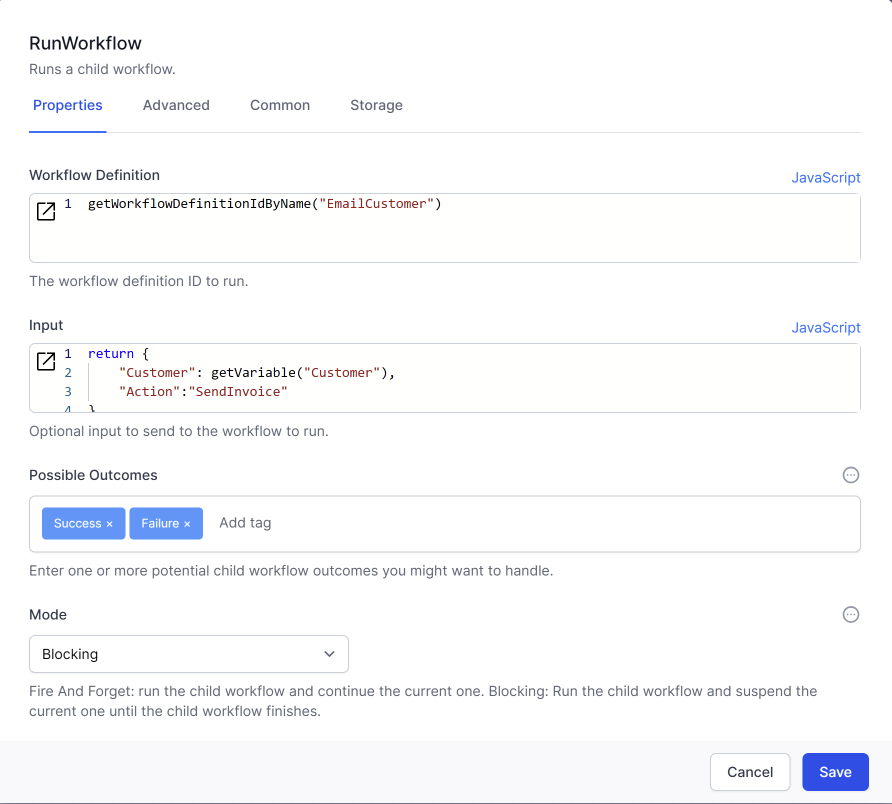 RunWorkflow
Runs a child workflow.
Properties Advanced Common Storage
Workflow Definition JavaScript
1 getWorkflowDefinitionIdByName("EmailCustomer")
The workflow definition ID to run.
Input JavaScript
1 return {
2 "Customer": getVariable("Customer"),
3 "Action":"SendInvoice"
4 }
Optional input to send to the workflow to run.
Possible Outcomes
Success × Failure × Add tag
Enter one or more potential child workflow outcomes you might want to handle.
Mode
Blocking
Fire And Forget: run the child workflow and continue the current one. Blocking: Run the child workflow and suspend the
current one until the child workflow finishes.
Cancel Save